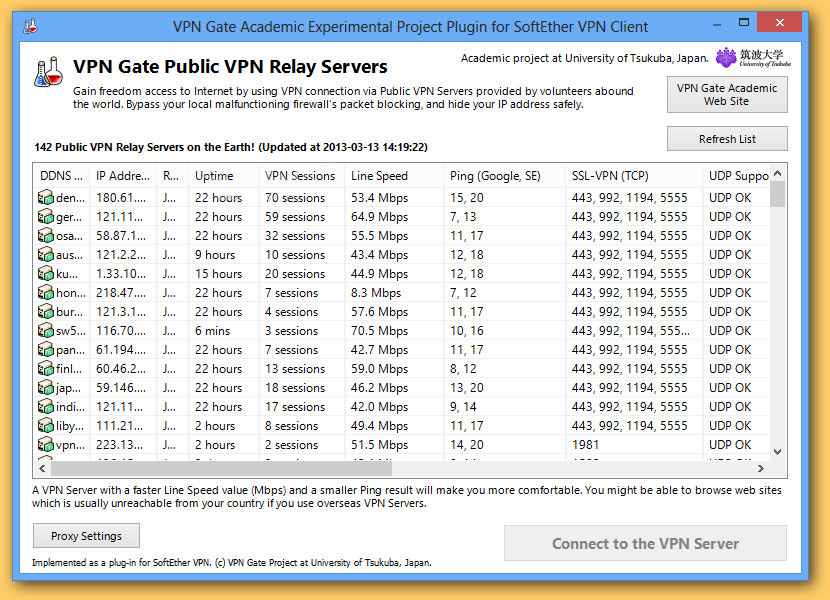 VPN Gate Academic Experimental Project Plugin for SoftEther VPN Client
VPN Gate Public VPN Relay Servers
Academic project at University of Tsukuba, Japan.
筑波大学
University of Tsukuba
Gain freedom access to Internet by using VPN connection via Public VPN Servers provided by volunteers abound
the world. Bypass your local malfunctioning firewall's packet blocking, and hide your IP address safely.
VPN Gate Academic
Web Site
142 Public VPN Relay Servers on the Earth! (Updated at 2013-03-13 14:19:22)
Refresh List
DDNS ... IP Addre... R... Uptime VPN Sessions Line Speed Ping (Google, SE) SSL-VPN (TCP) UDP Suppo
den... 180.61.... J... 22 hours 70 sessions 53.4 Mbps 15, 20 443, 992, 1194, 5555 UDP OK
ger... 121.11... J... 22 hours 59 sessions 64.9 Mbps 7, 13 443, 992, 1194, 5555 UDP OK
osa... 58.87.1... J... 22 hours 32 sessions 55.5 Mbps 11, 17 443, 992, 1194, 5555 UDP OK
aus... 121.2.2... J... 9 hours 10 sessions 43.4 Mbps 12, 18 443, 992, 1194, 5555 UDP OK
ku... 1.33.10... J... 15 hours 20 sessions 44.9 Mbps 12, 18 443, 992, 1194, 5555 UDP OK
hon... 218.47.... J... 22 hours 7 sessions 8.3 Mbps 7, 12 443, 992, 1194, 5555 UDP OK
bur... 121.3.1... J... 22 hours 4 sessions 57.6 Mbps 11, 17 443, 992, 1194, 5555 UDP OK
sw5... 116.70.... J... 6 mins 3 sessions 70.5 Mbps 10, 16 443, 992, 1194, 555... UDP OK
pan... 61.194.... J... 22 hours 7 sessions 42.7 Mbps 11, 17 443, 992, 1194, 5555 UDP OK
finl... 60.46.2... J... 22 hours 13 sessions 59.0 Mbps 8, 12 443, 992, 1194, 5555 UDP OK
jap... 59.146.... J... 22 hours 18 sessions 46.2 Mbps 13, 20 443, 992, 1194, 5555 UDP OK
indi... 121.11... J... 22 hours 17 sessions 42.0 Mbps 9, 14 443, 992, 1194, 5555 UDP OK
liby... 111.21... J... 2 hours 8 sessions 49.4 Mbps 11, 17 443, 992, 1194, 5555 UDP OK
vpn... 223.13... J... 2 hours 2 sessions 51.5 Mbps 14, 20 1981 UDP OK
A VPN Server with a faster Line Speed value (Mbps) and a smaller Ping result will make you more comfortable. You might be able to browse web sites
which is usually unreachable from your country if you use overseas VPN Servers.
Proxy Settings
Connect to the VPN Server
Implemented as a plug-in for SoftEther VPN. (c) VPN Gate Project at University of Tsukuba, Japan.